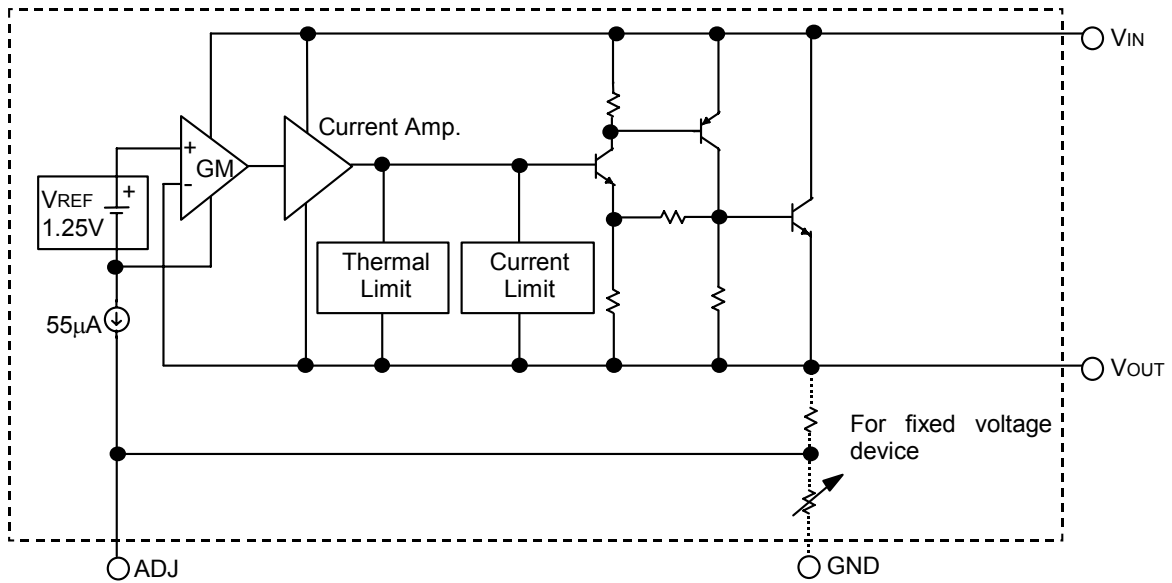 VIN
Current Amp.
+
GM
-
VREF
+
1.25V
Thermal
Limit
Current
Limit
55μA
VOUT
For fixed voltage
device
ADJ
GND